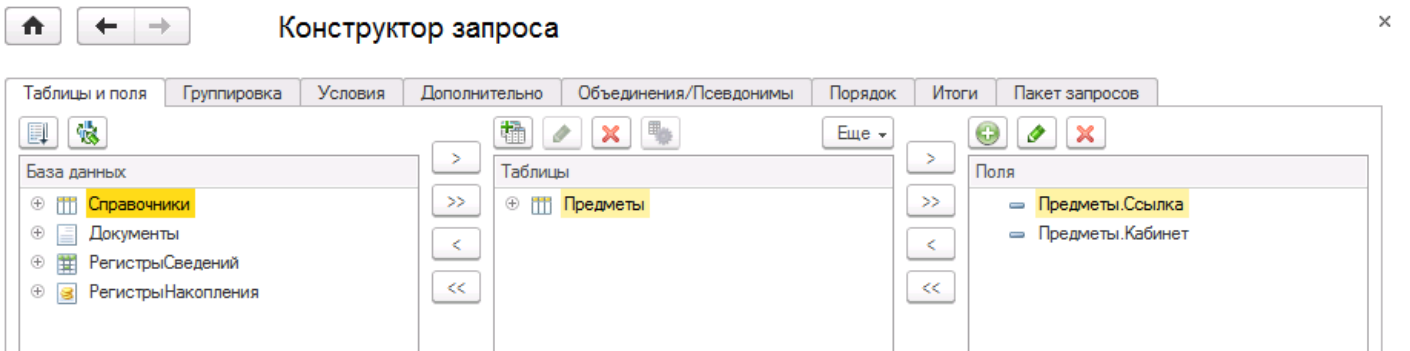 Конструктор запроса
Таблицы и поля Группировка Условия Дополнительно Объединения/Псевдонимы Порядок Итоги Пакет запросов
Еще
База данных
Справочники
Документы
РегистрыСведений
РегистрыНакопления
>
>>
<
<<
Таблицы
Предметы
>
>>
<
<<
Поля
Предметы.Ссылка
Предметы.Кабинет